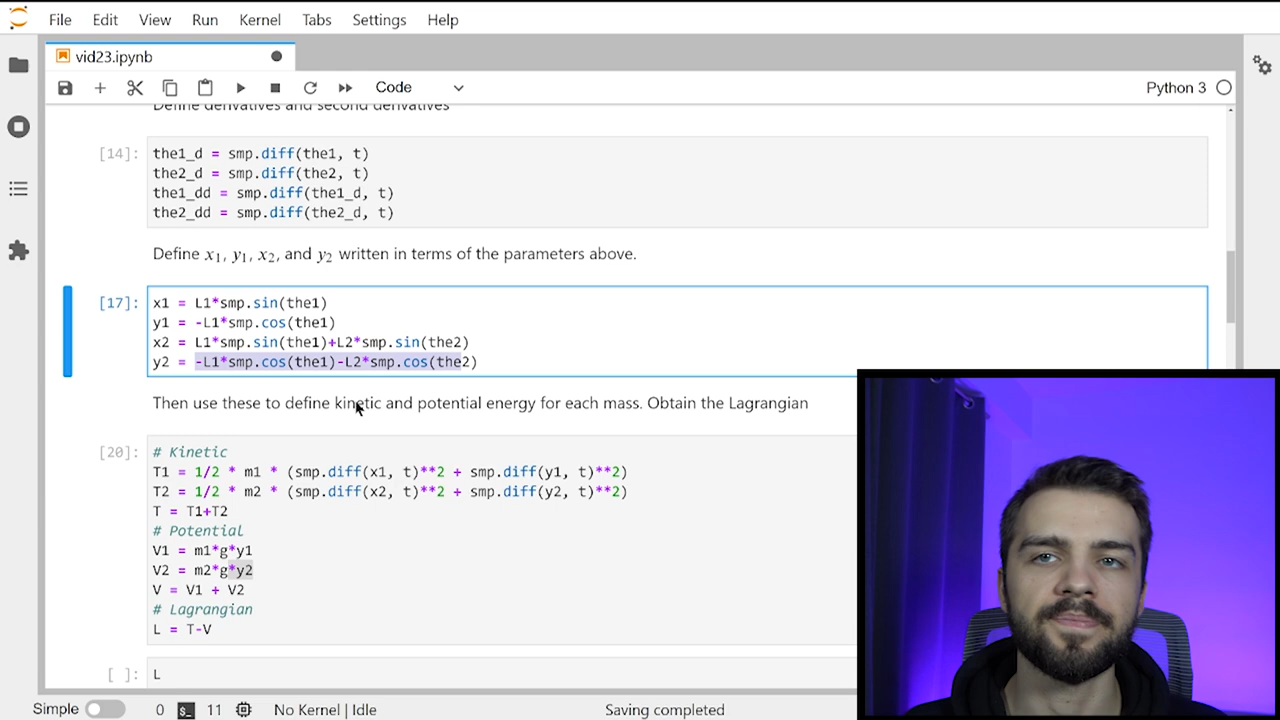 File Edit View Run Kernel Tabs Settings Help
vid23.ipynb
Code
Python 3
Define derivatives and second derivatives
[14]:
the1_d = smp.diff(the1, t)
the2_d = smp.diff(the2, t)
the1_dd = smp.diff(the1_d, t)
the2_dd = smp.diff(the2_d, t)
Define x₁, y₁, x₂, and y₂ written in terms of the parameters above.
[17]:
x1 = L1*smp.sin(the1)
y1 = -L1*smp.cos(the1)
x2 = L1*smp.sin(the1)+L2*smp.sin(the2)
y2 = -L1*smp.cos(the1)-L2*smp.cos(the2)
Then use these to define kinetic and potential energy for each mass. Obtain the Lagrangian
[20]:
# Kinetic
T1 = 1/2 * m1 * (smp.diff(x1, t)**2 + smp.diff(y1, t)**2)
T2 = 1/2 * m2 * (smp.diff(x2, t)**2 + smp.diff(y2, t)**2)
T = T1+T2
# Potential
V1 = m1*g*y1
V2 = m2*g*y2
V = V1 + V2
# Lagrangian
L = T-V
[ ]:
L
Simple 0 11 No Kernel | Idle Saving completed